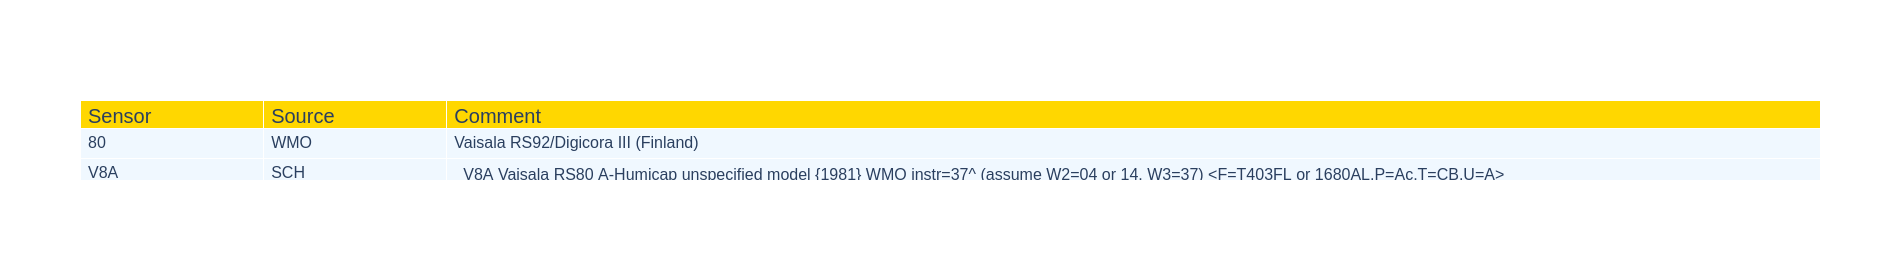 Sensor Source Comment
80 WMO Vaisala RS92/Digicora III (Finland)
V8A SCH V8A Vaisala RS80 A-Humicap unspecified model {1981} WMO instr=37^ (assume W2=04 or 14, W3=37) <F=T403FL or 1680AL,P=Ac,T=CB,U=A>